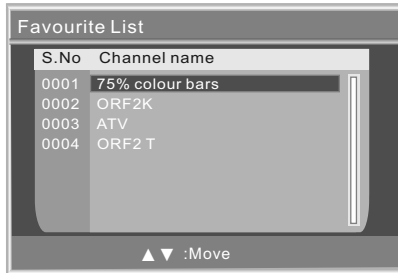 Favourite List
S.No Channel name
0001 75% colour bars
0002 ORF2K
0003 ATV
0004 ORF2 T
▲▼ :Move